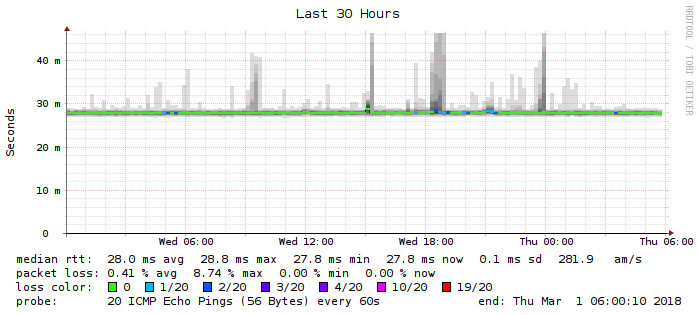 Last 30 Hours
RRDTOOL / TOBI OETIKER
Seconds
40 m
30 m
20 m
10 m
0
Wed 06:00 Wed 12:00 Wed 18:00 Thu 00:00 Thu 06:00
median rtt: 28.0 ms avg 28.8 ms max 27.8 ms min 27.8 ms now 0.1 ms sd 281.9 am/s
packet loss: 0.41 % avg 8.74 % max 0.00 % min 0.00 % now
loss color: 0 1/20 2/20 3/20 4/20 10/20 19/20
probe: 20 ICMP Echo Pings (56 Bytes) every 60s end: Thu Mar 1 06:00:10 2018